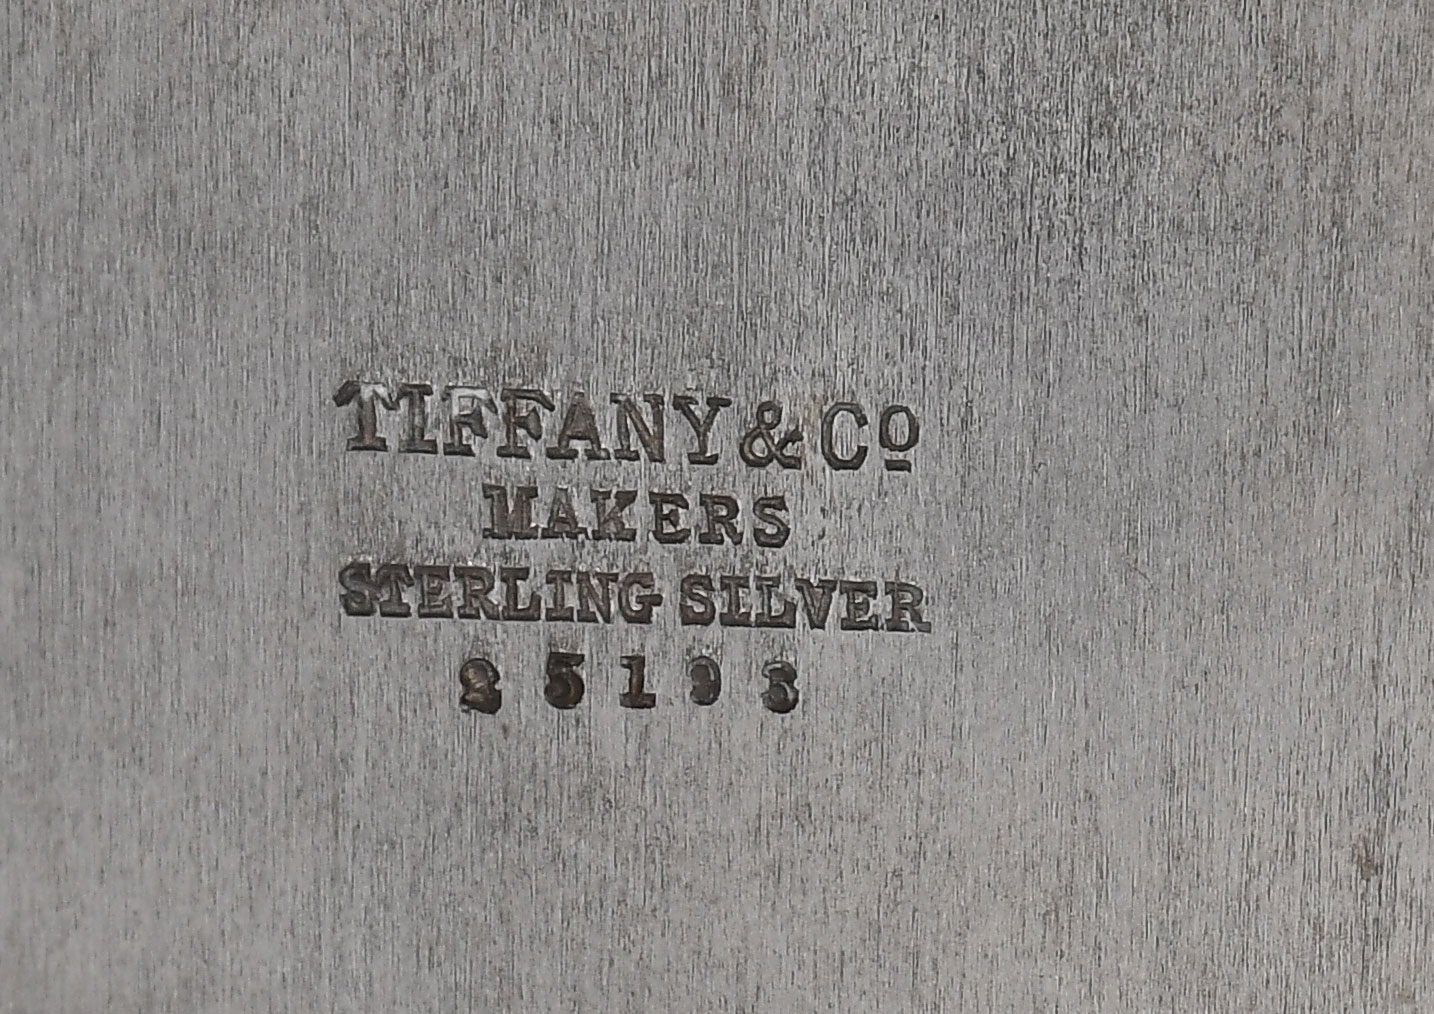 TIFFANY & Cº
MAKERS
STERLING SILVER
25193